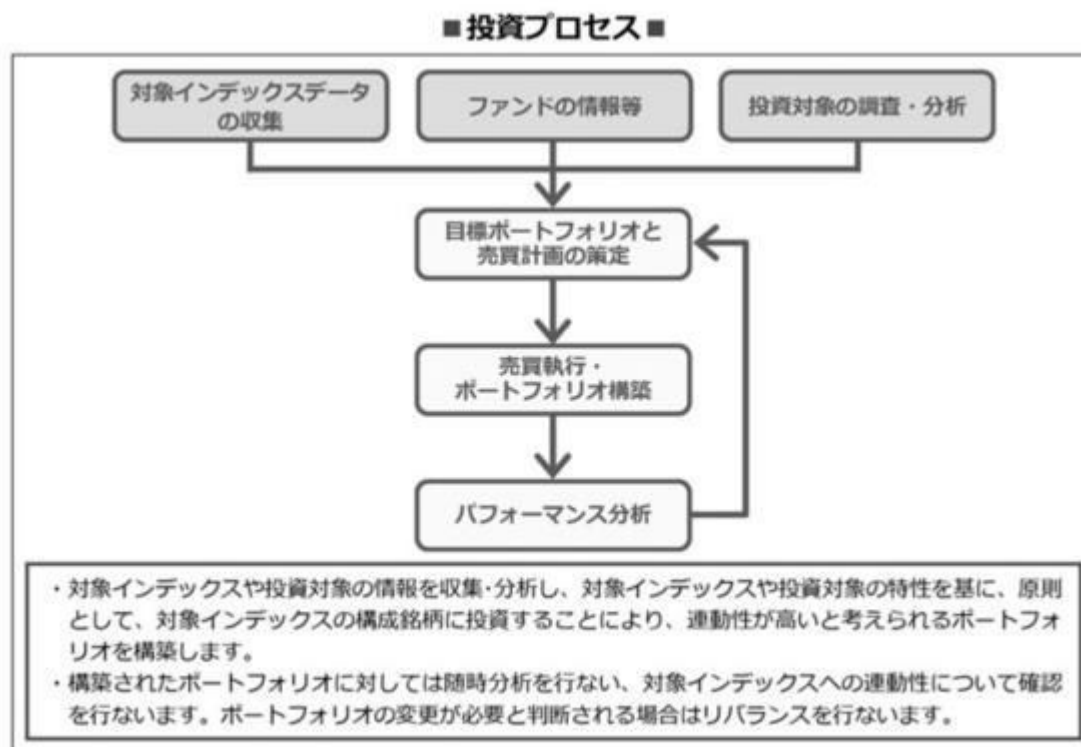 ■投資プロセス■
対象インデックスデータ
の収集
ファンドの情報等
投資対象の調査・分析
目標ポートフォリオと
売買計画の策定
売買執行・
ポートフォリオ構築
パフォーマンス分析
・対象インデックスや投資対象の情報を収集･分析し、対象インデックスや投資対象の特性を基に、原則
として、対象インデックスの構成銘柄に投資することにより、連動性が高いと考えられるポートフォ
リオを構築します。
・構築されたポートフォリオに対しては随時分析を行ない、対象インデックスへの連動性について確認
を行ないます。ポートフォリオの変更が必要と判断される場合はリバランスを行ないます。